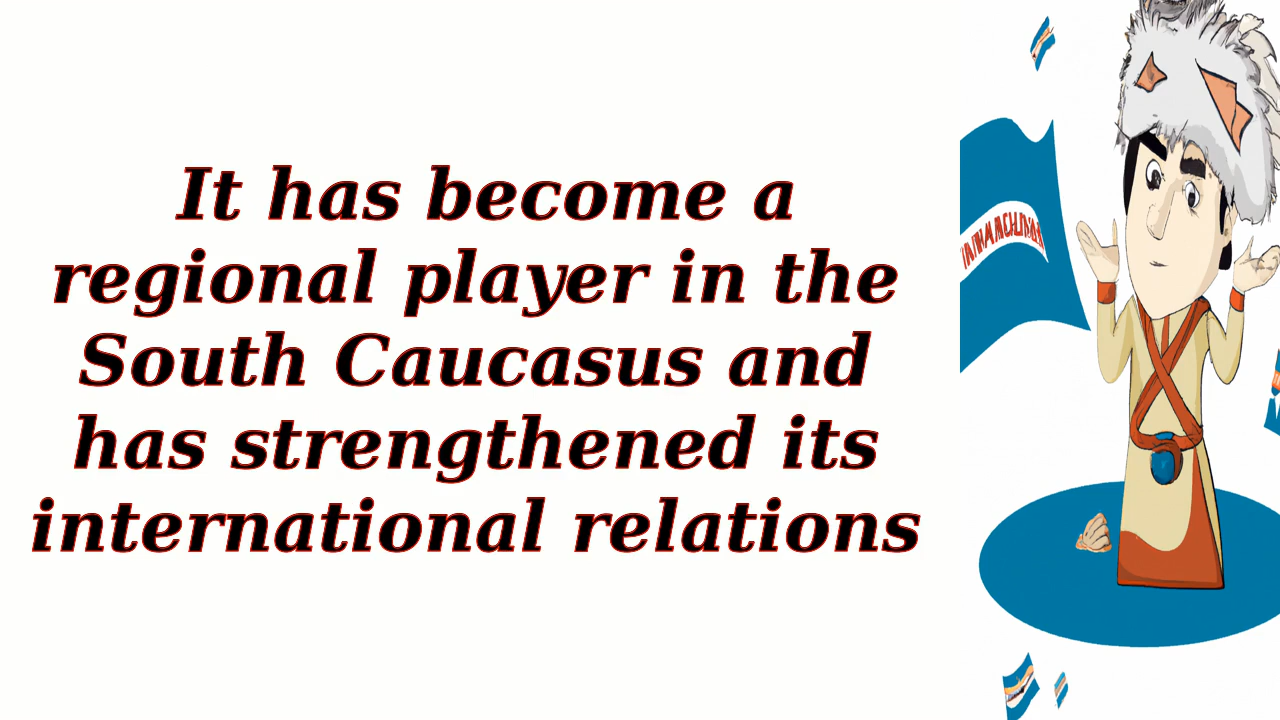 It has become a
regional player in the
South Caucasus and
has strengthened its
international relations